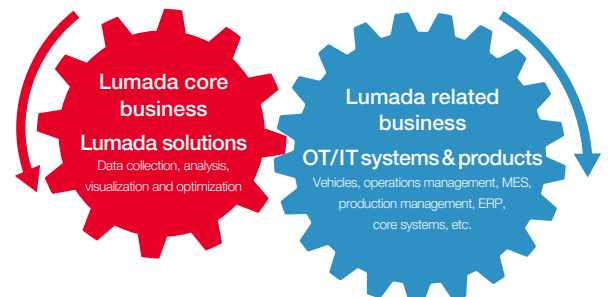 Lumada core
business
Lumada solutions
Data collection, analysis,
visualization and optimization
Lumada related
business
OT/IT systems & products
Vehicles, operations management, MES,
production management, ERP,
core systems, etc.